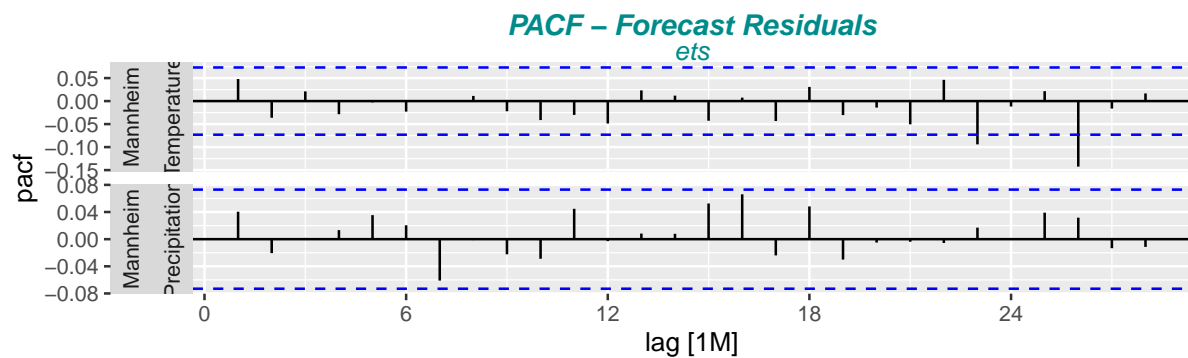 PACF – Forecast Residuals
ets
pacf
Mannheim
Temperature
0.05
0.00
−0.05
−0.10
−0.15
Mannheim
Precipitation
0.08
0.04
0.00
−0.04
−0.08
0 6 12 18 24
lag [1M]